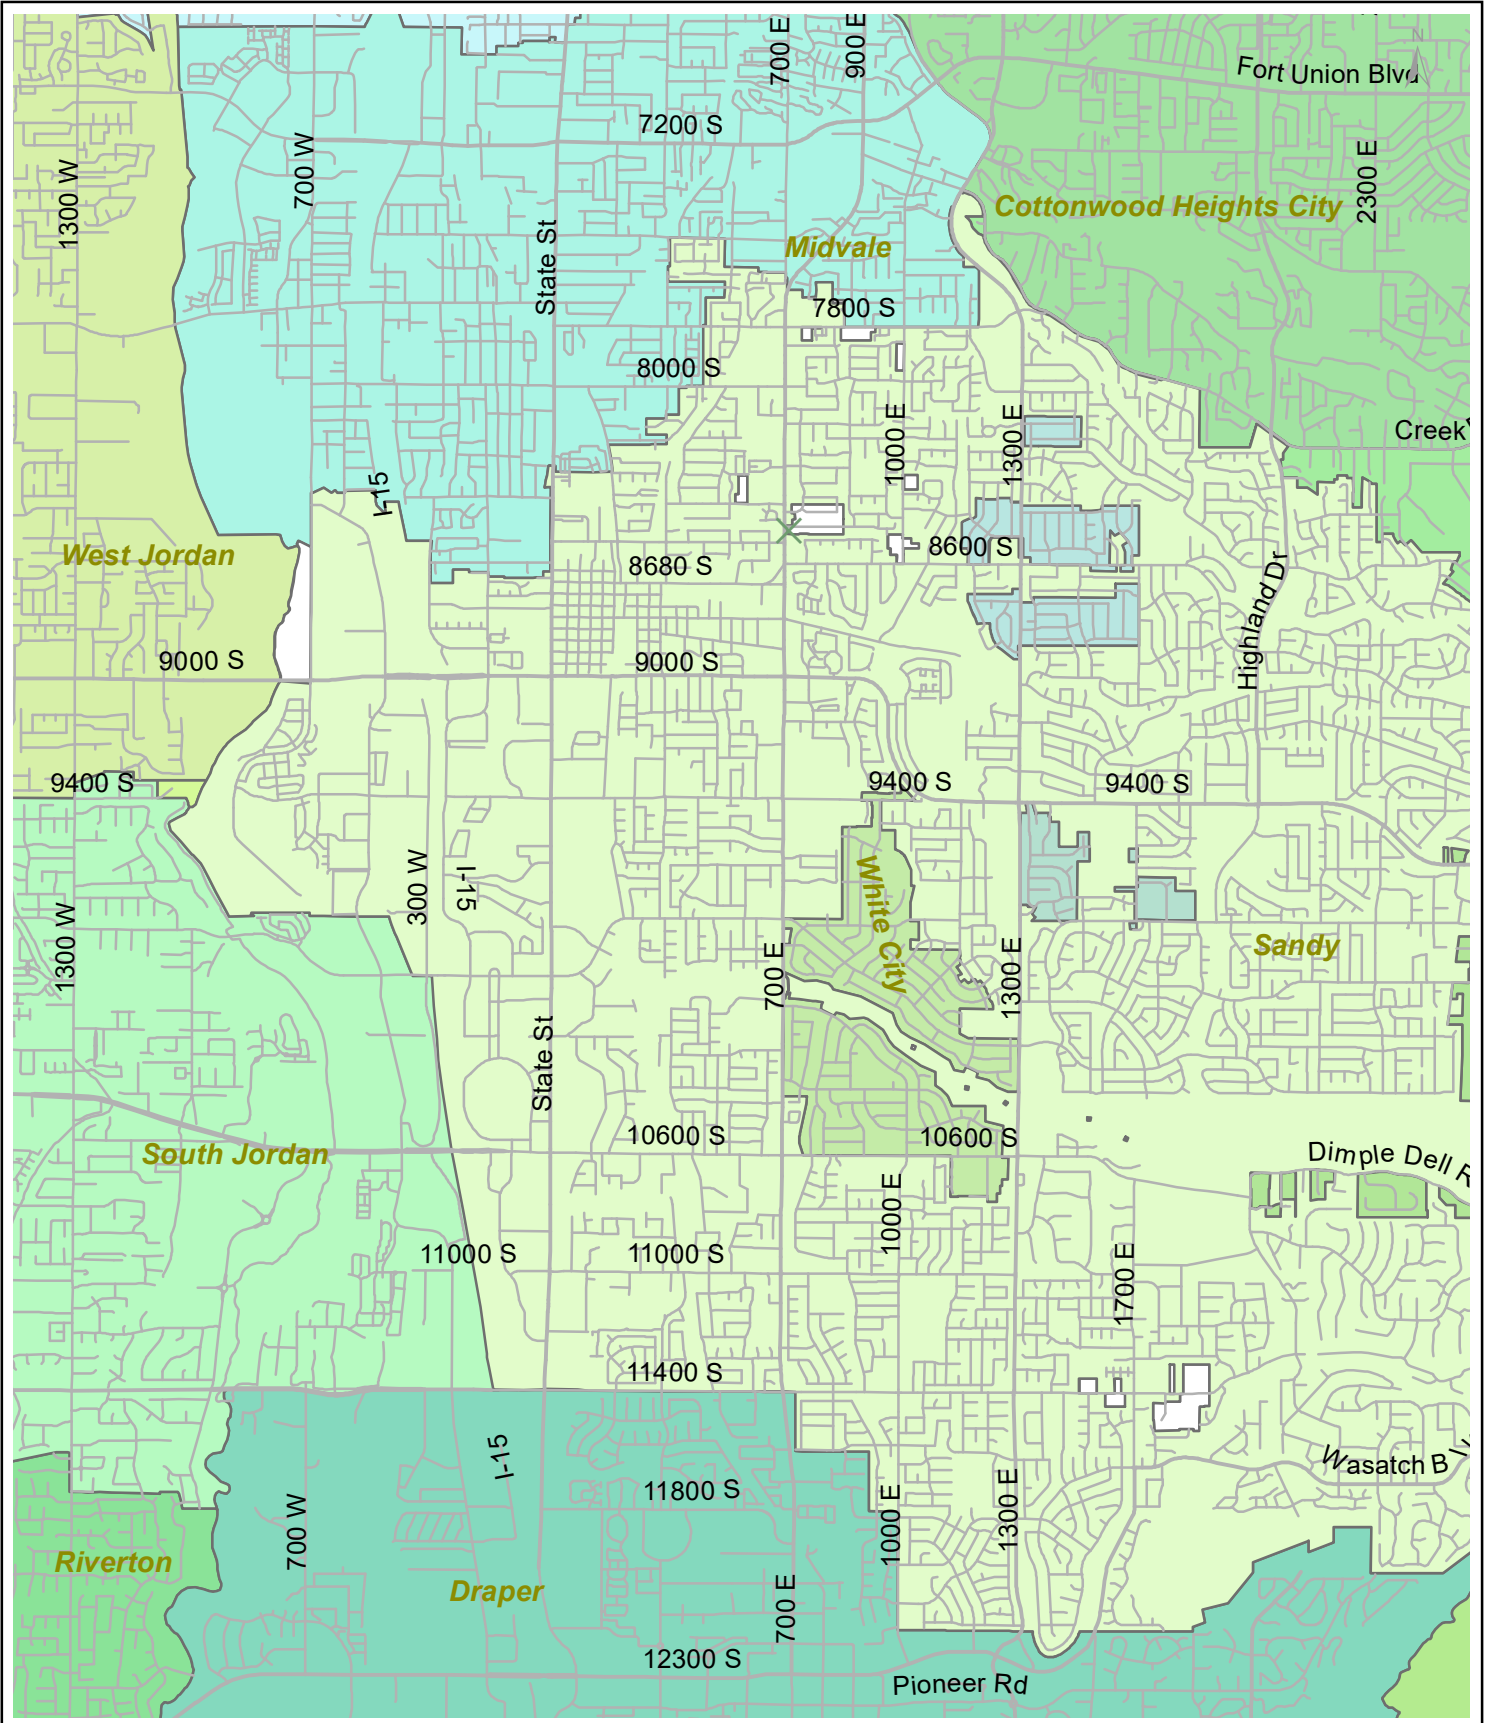 700 E
900 E
Fort Union Blvd
N
7200 S
700 W
1300 W
2300 E
Cottonwood Heights City
Midvale
State St
7800 S
8000 S
1000 E
1300 E
Creek
I-15
West Jordan
8600 S
8680 S
Highland Dr
9000 S
9000 S
9400 S
9400 S
9400 S
300 W
I-15
White City
1300 W
700 E
1300 E
Sandy
State St
10600 S
10600 S
South Jordan
Dimple Dell R
1000 E
11000 S
11000 S
1700 E
11400 S
I-15
Wasatch Blv
11800 S
700 W
1000 E
1300 E
Riverton
Draper
700 E
12300 S
Pioneer Rd